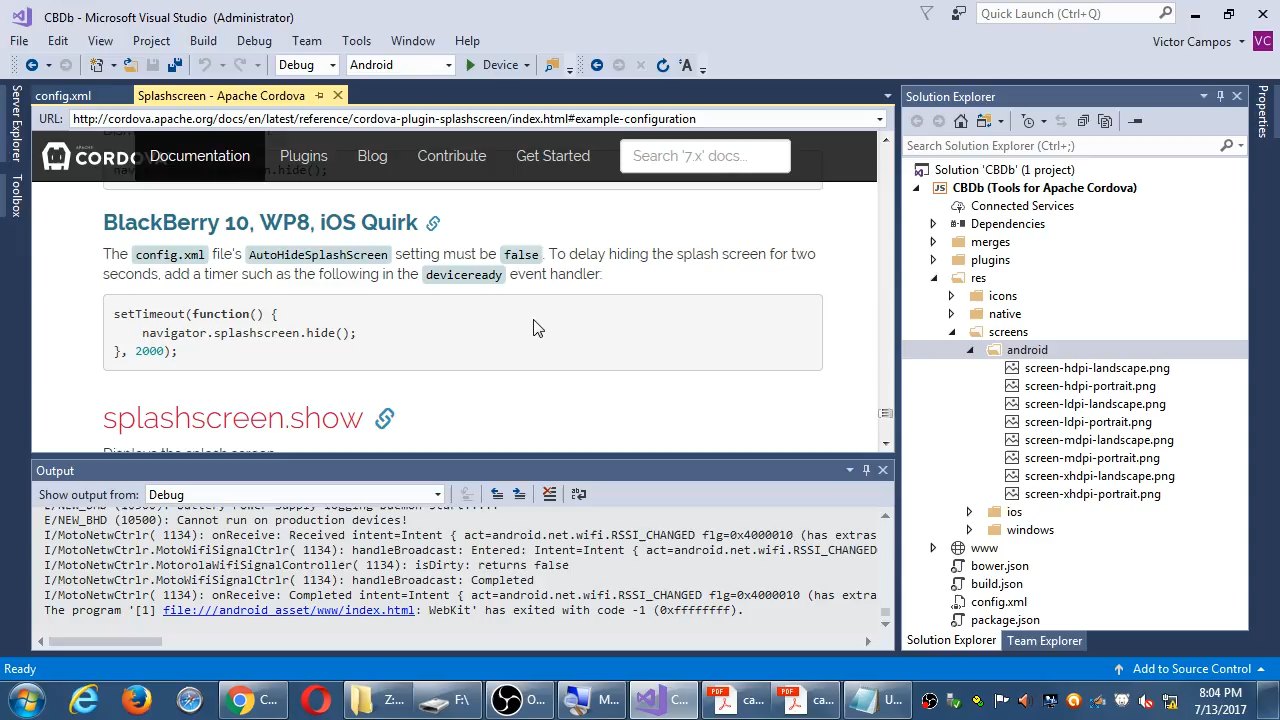 CBDb - Microsoft Visual Studio (Administrator)
Quick Launch (Ctrl+Q)
File Edit View Project Build Debug Team Tools Window Help
Victor Campos VC
Debug Android Device
Server Explorer
Toolbox
config.xml
Splashscreen - Apache Cordova
URL: http://cordova.apache.org/docs/en/latest/reference/cordova-plugin-splashscreen/index.html#example-configuration
Documentation Plugins Blog Contribute Get Started Search '7.x' docs...
BlackBerry 10, WP8, iOS Quirk
The config.xml file's AutoHideSplashScreen setting must be false. To delay hiding the splash screen for two
seconds, add a timer such as the following in the deviceready event handler:
setTimeout(function() {
navigator.splashscreen.hide();
}, 2000);
splashscreen.show
Output
Show output from: Debug
E/NEW_BHD (10500): Cannot run on production devices!
I/MotoNetwCtrlr( 1134): onReceive: Received intent=Intent { act=android.net.wifi.RSSI_CHANGED flg=0x4000010 (has extras
I/MotoNetwCtrlr( 1134): MotoWifiSignalCtrlr( 1134): handleBroadcast: Entered: Intent=Intent { act=android.net.wifi.RSSI_CHANGED
I/MotoNetwCtrlr.MotorolaWifiSignalController( 1134): isDirty: returns false
I/MotoNetwCtrlr.MotoWifiSignalCtrlr( 1134): handleBroadcast: Completed
I/MotoNetwCtrlr( 1134): onReceive: Completed intent=Intent { act=android.net.wifi.RSSI_CHANGED flg=0x4000010 (has extra
The program '[1] file:///android_asset/www/index.html: WebKit' has exited with code -1 (0xffffffff).
Solution Explorer
Search Solution Explorer (Ctrl+;)
Solution 'CBDb' (1 project)
CBDb (Tools for Apache Cordova)
Connected Services
Dependencies
merges
plugins
res
icons
native
screens
android
screen-hdpi-landscape.png
screen-hdpi-portrait.png
screen-ldpi-landscape.png
screen-ldpi-portrait.png
screen-mdpi-landscape.png
screen-mdpi-portrait.png
screen-xhdpi-landscape.png
screen-xhdpi-portrait.png
ios
windows
www
bower.json
build.json
config.xml
package.json
Solution Explorer Team Explorer
Properties
Ready
Add to Source Control
C... Z:... F:\ O... M... C... ca... ca... U...
8:04 PM
7/13/2017